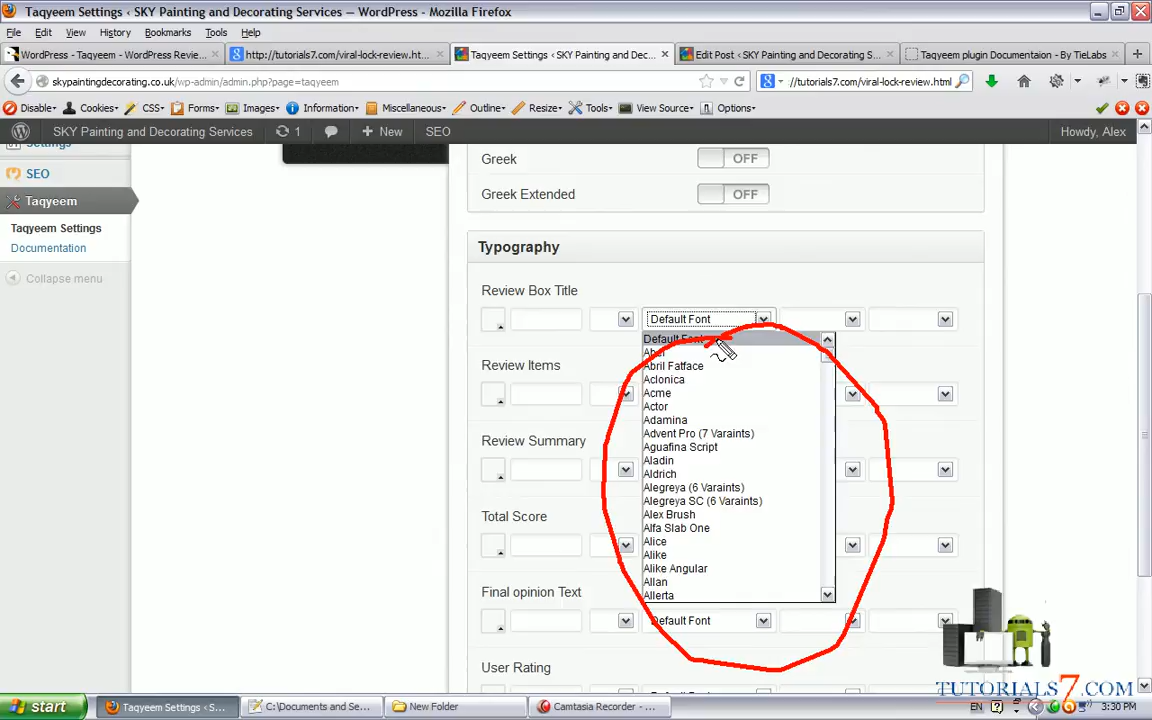 Taqyeem Settings ‹ SKY Painting and Decorating Services — WordPress - Mozilla Firefox
File Edit View History Bookmarks Tools Help
WordPress - Taqyeem - WordPress Revie...
http://tutorials7.com/viral-lock-review.ht...
Taqyeem Settings ‹ SKY Painting and Dec...
Edit Post ‹ SKY Painting and Decorating S...
Taqyeem plugin Documentaion - By TieLabs
skypaintingdecorating.co.uk/wp-admin/admin.php?page=taqyeem
://tutorials7.com/viral-lock-review.html
Disable Cookies CSS Forms Images Information Miscellaneous Outline Resize Tools View Source Options
SKY Painting and Decorating Services 1 New SEO Howdy, Alex
Settings
SEO
Taqyeem
Taqyeem Settings
Documentation
Collapse menu
Greek OFF
Greek Extended OFF
Typography
Review Box Title
Default Font
Default Font
Abel
Abril Fatface
Aclonica
Acme
Actor
Adamina
Advent Pro (7 Varaints)
Aguafina Script
Aladin
Aldrich
Alegreya (6 Varaints)
Alegreya SC (6 Varaints)
Alex Brush
Alfa Slab One
Alice
Alike
Alike Angular
Allan
Allerta
Review Items
Review Summary
Total Score
Final opinion Text
Default Font
User Rating
TUTORIALS7.COM
start
Taqyeem Settings ‹ S...
C:\Documents and Se...
New Folder
Camtasia Recorder - ...
EN
3:30 PM